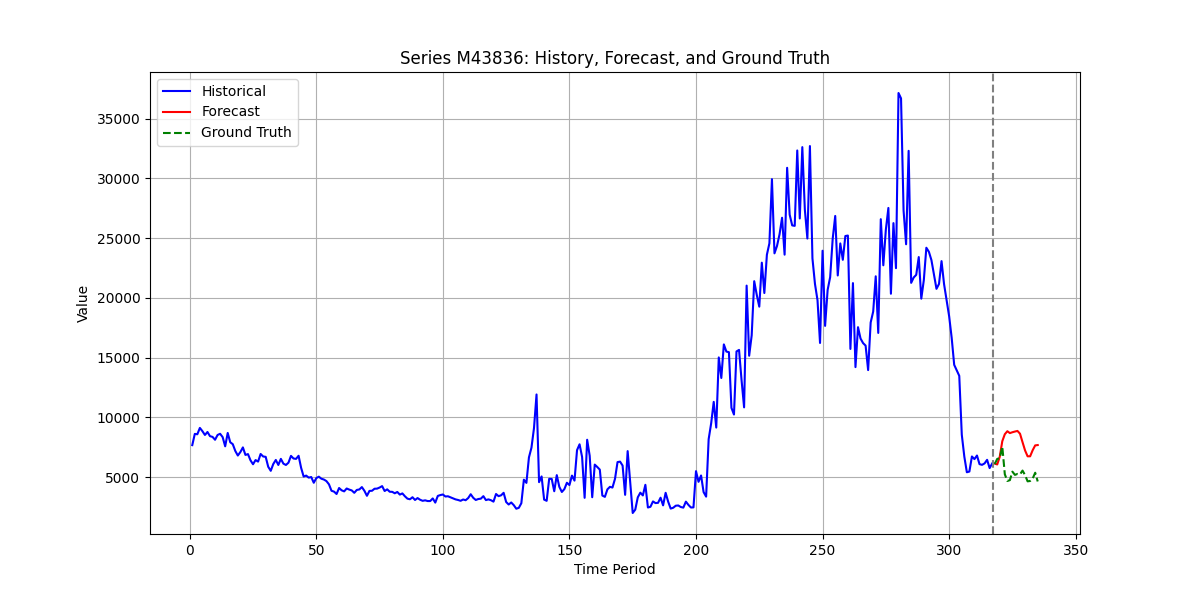 Series M43836: History, Forecast, and Ground Truth
Historical
Forecast
Ground Truth
35000
30000
25000
20000
15000
10000
5000
Value
0
50
100
150
200
250
300
350
Time Period